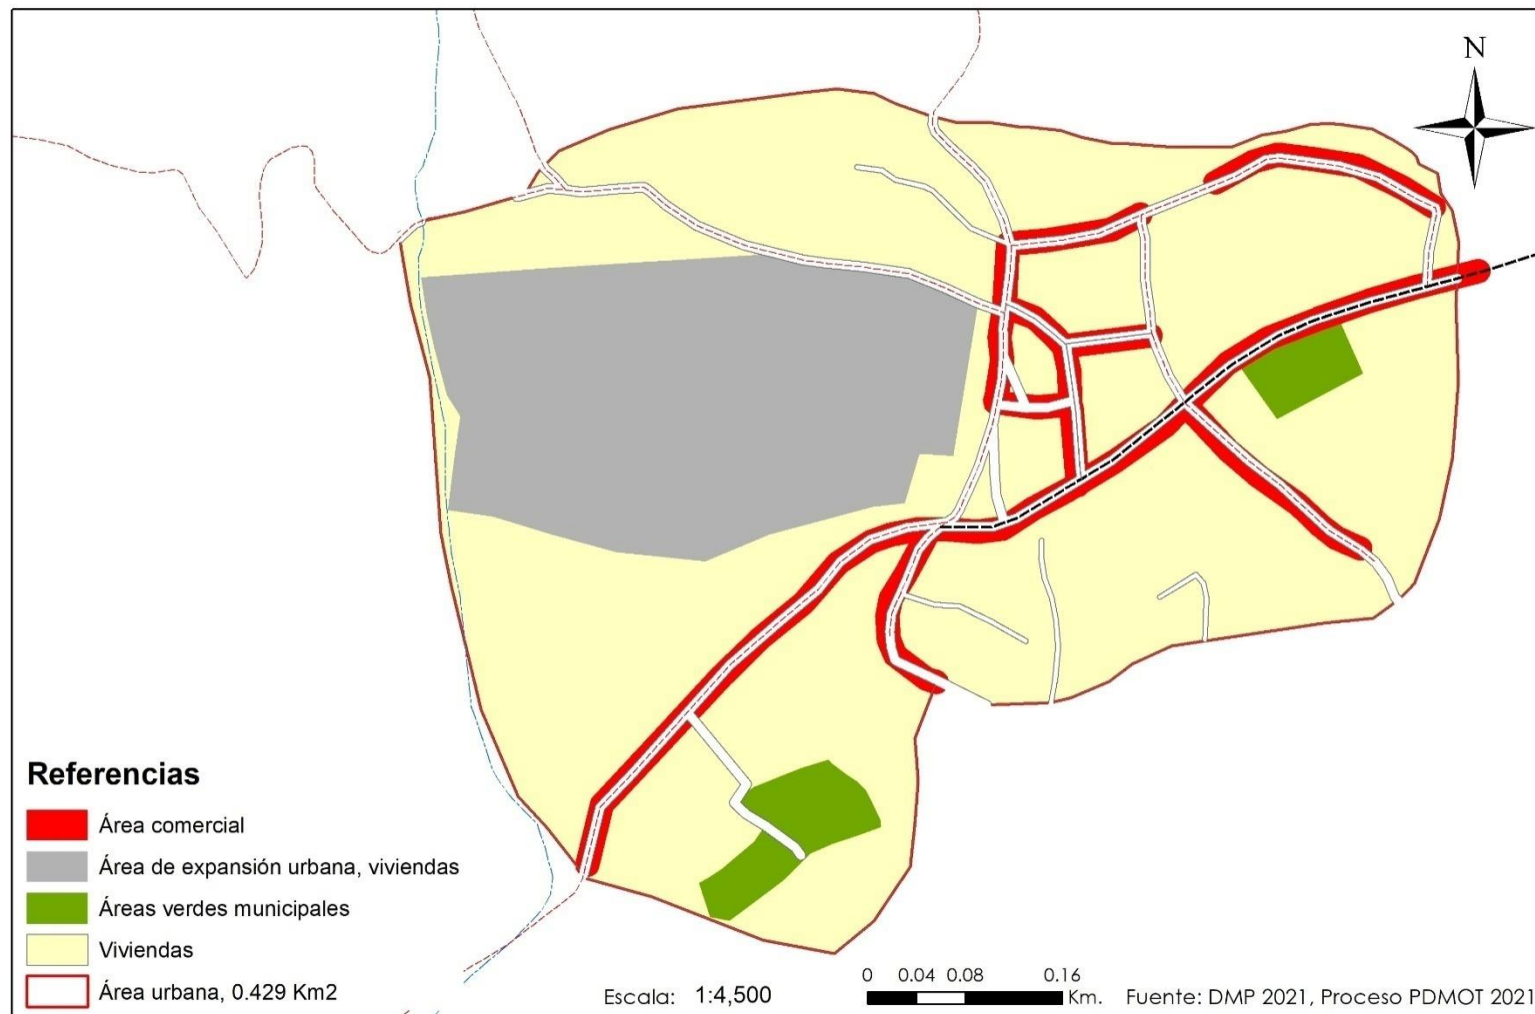 N
Referencias
Área comercial
Área de expansión urbana, viviendas
Áreas verdes municipales
Viviendas
Área urbana, 0.429 Km2
Escala: 1:4,500
0 0.04 0.08 0.16
Km.
Fuente: DMP 2021, Proceso PDMOT 2021